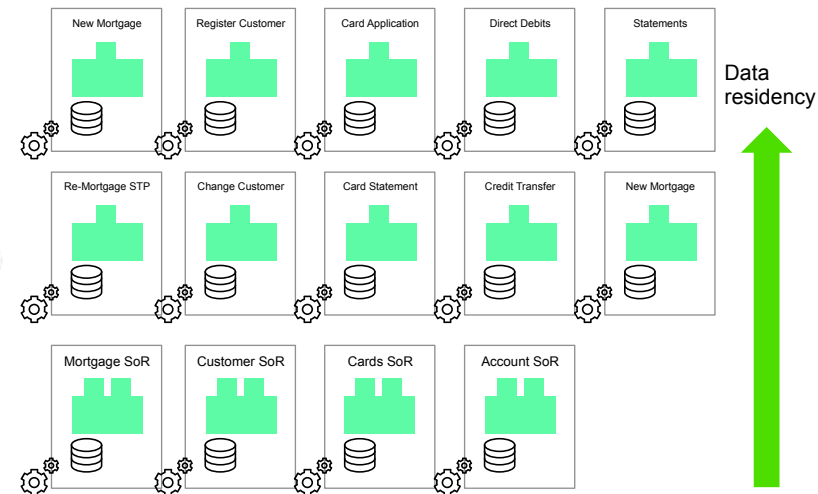 New Mortgage
Register Customer
Card Application
Direct Debits
Statements
Data
residency
Re-Mortgage STP
Change Customer
Card Statement
Credit Transfer
New Mortgage
Mortgage SoR
Customer SoR
Cards SoR
Account SoR